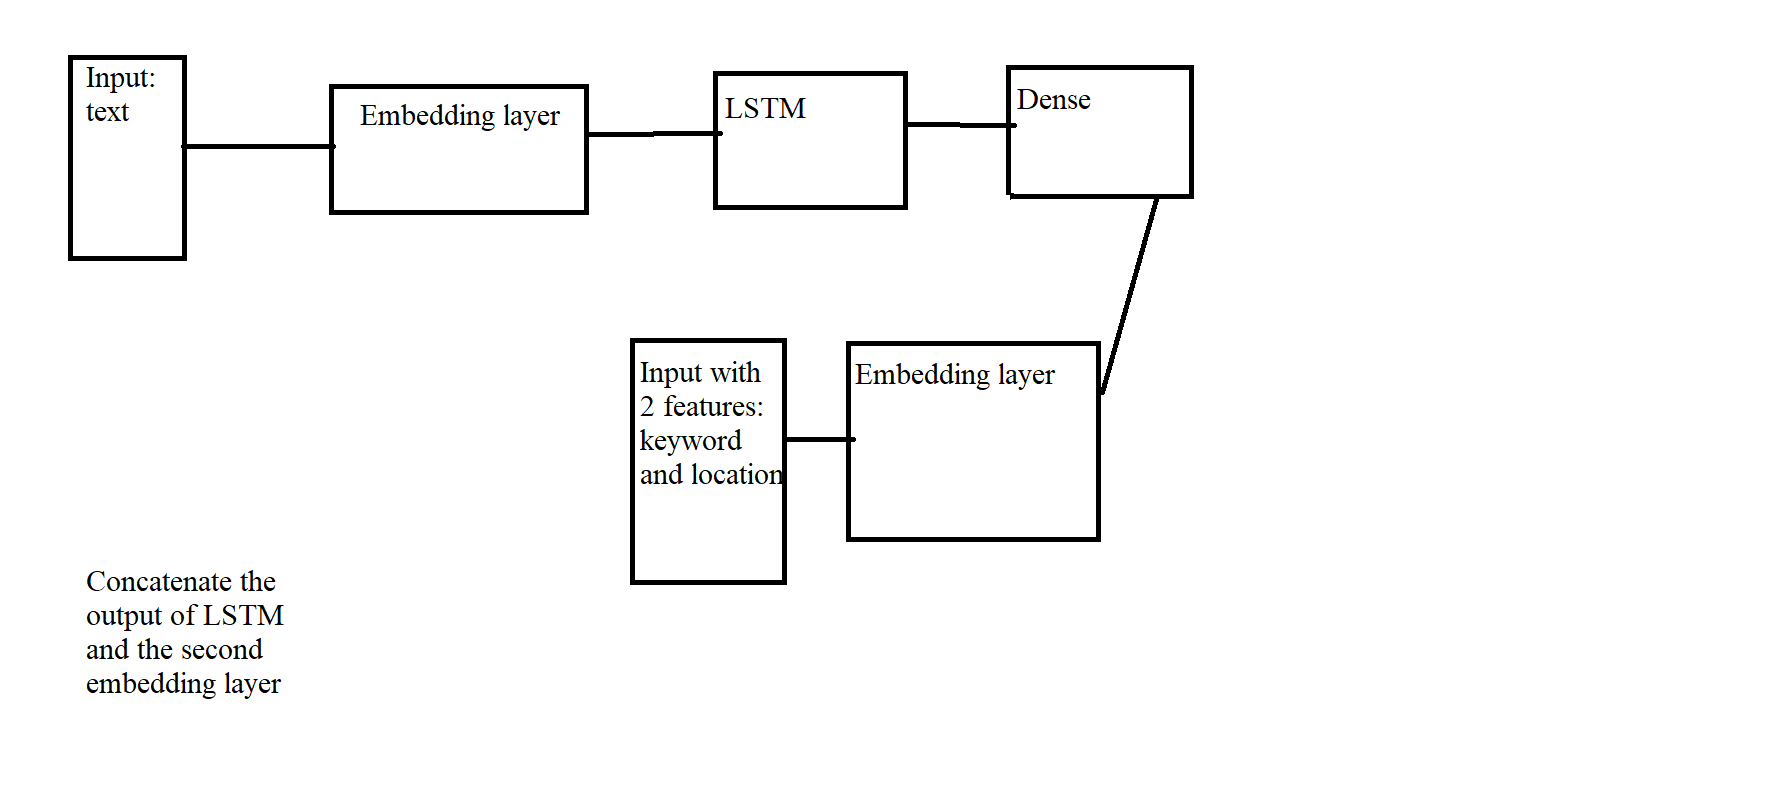 Input:
text
Embedding layer
LSTM
Dense
Input with
2 features:
keyword
and location
Embedding layer
Concatenate the
output of LSTM
and the second
embedding layer